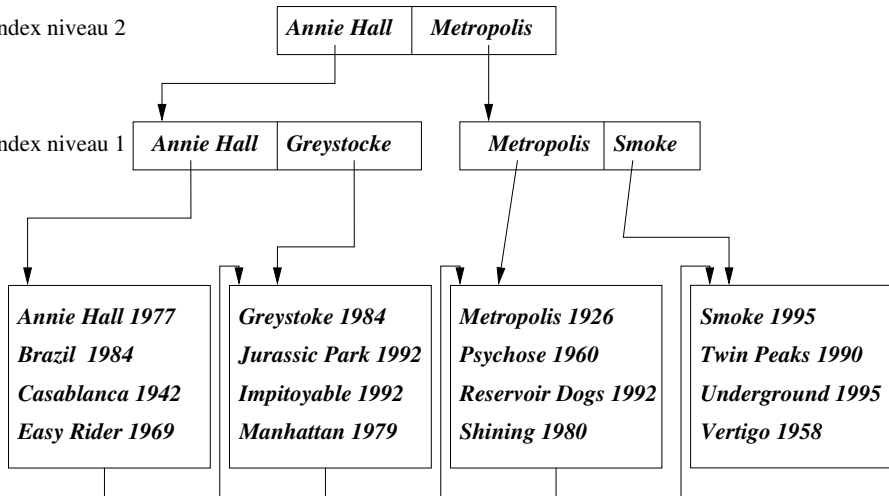 ndex niveau 2
Annie Hall Metropolis
ndex niveau 1
Annie Hall Greystocke
Metropolis Smoke
Annie Hall 1977
Brazil 1984
Casablanca 1942
Easy Rider 1969
Greystoke 1984
Jurassic Park 1992
Impitoyable 1992
Manhattan 1979
Metropolis 1926
Psychose 1960
Reservoir Dogs 1992
Shining 1980
Smoke 1995
Twin Peaks 1990
Underground 1995
Vertigo 1958